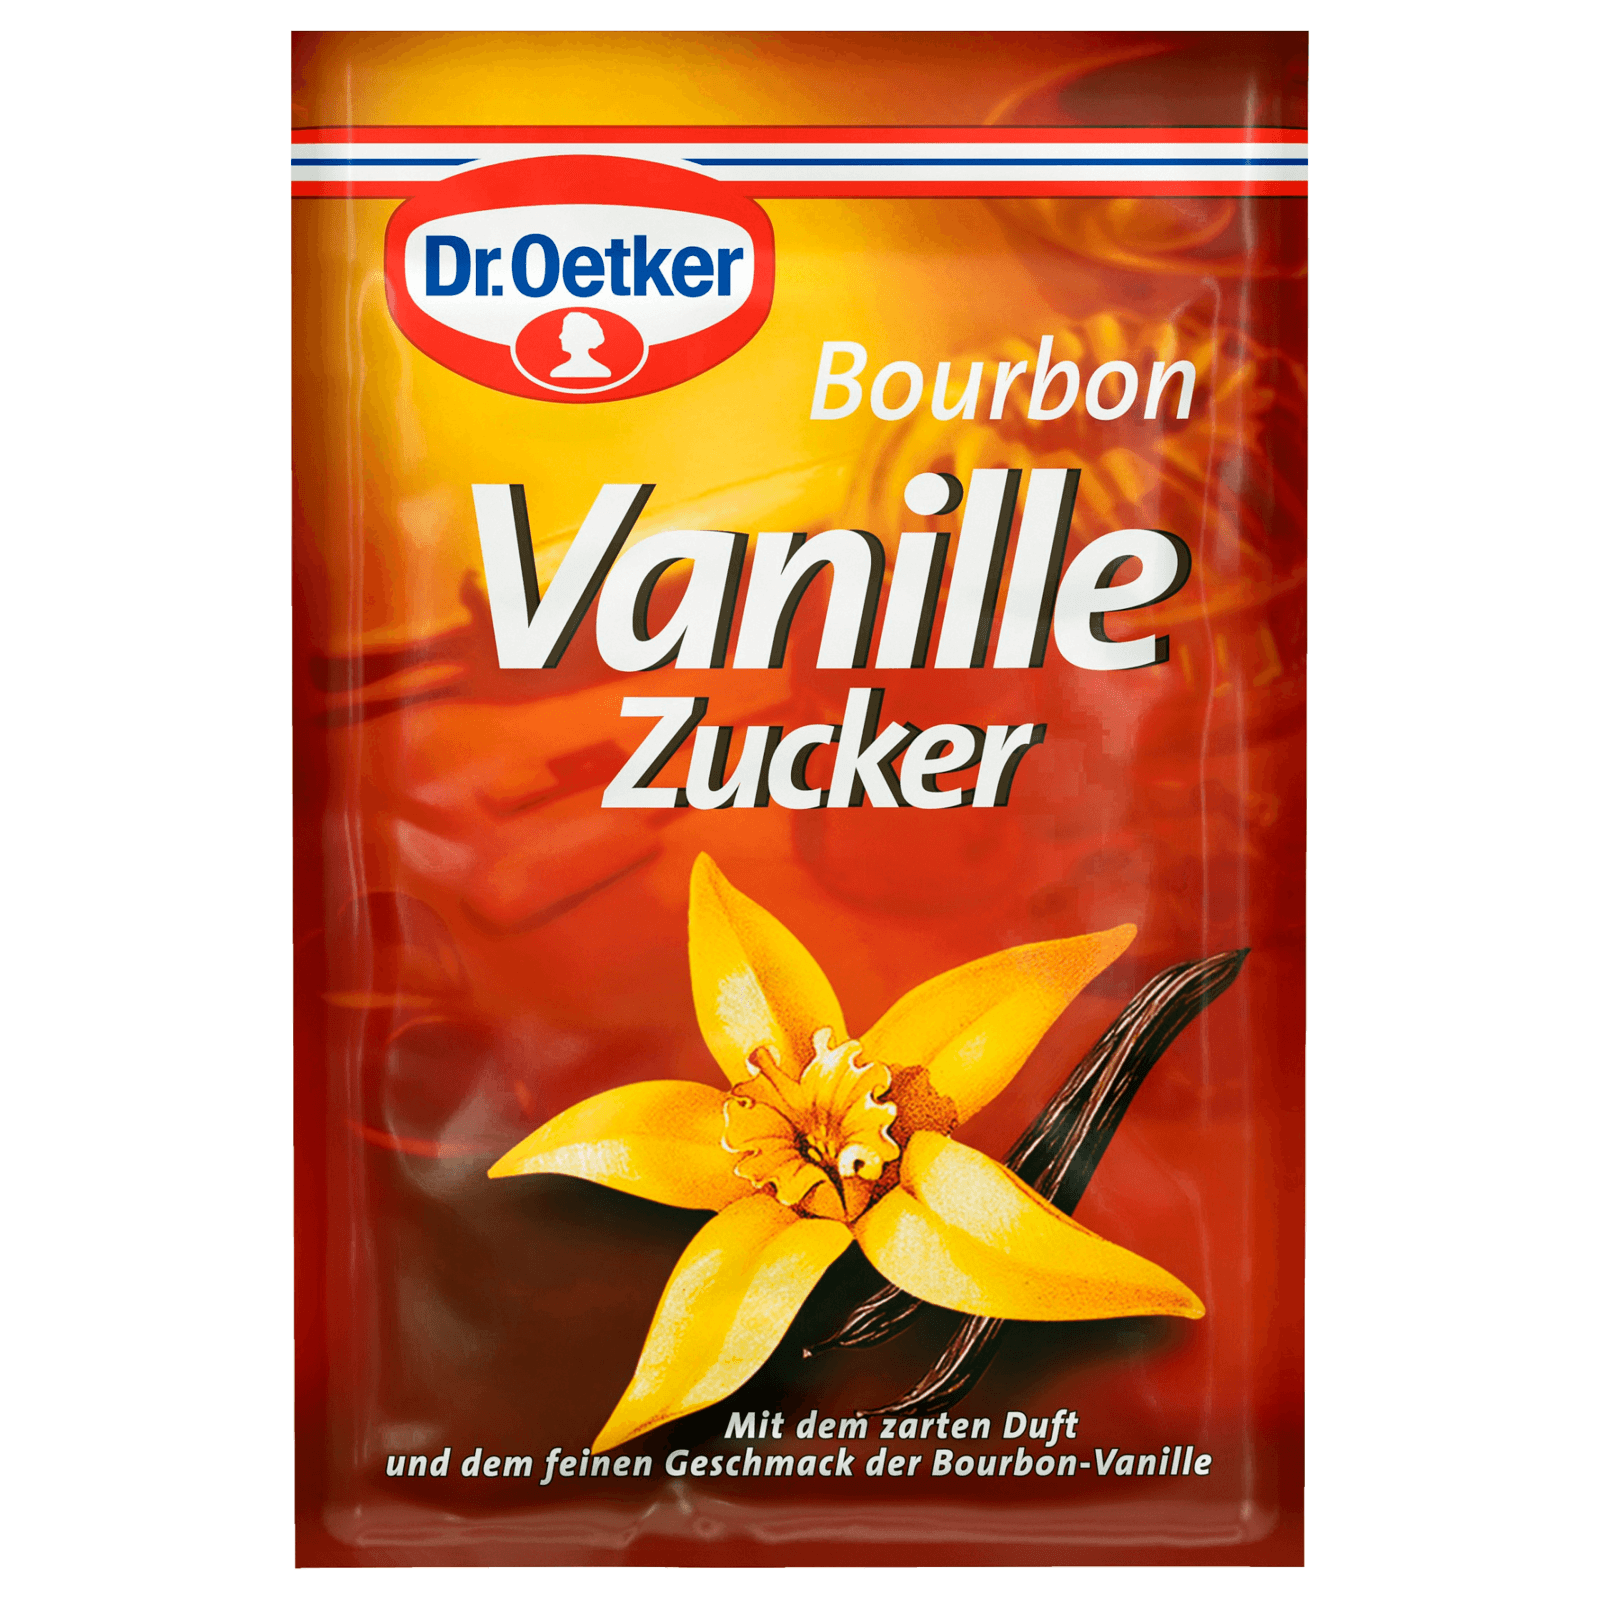 Dr. Oetker
Bourbon
Vanille
Zucker
Mit dem zarten Duft
und dem feinen Geschmack der Bourbon-Vanille